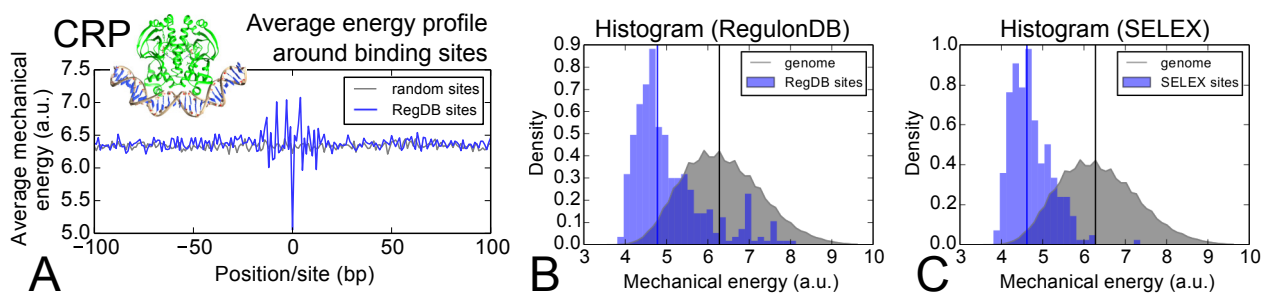 CRP
Average energy profile
around binding sites
Average mechanical
energy (a.u.)
7.5
7.0
6.5
6.0
5.5
5.0
random sites
RegDB sites
−100
−50
0
50
100
Position/site (bp)
A
Histogram (RegulonDB)
Density
0.9
0.8
0.7
0.6
0.5
0.4
0.3
0.2
0.1
0.0
genome
RegDB sites
3
4
5
6
7
8
9
10
Mechanical energy (a.u.)
B
Histogram (SELEX)
Density
1.0
0.8
0.6
0.4
0.2
0.0
genome
SELEX sites
3
4
5
6
7
8
9
10
Mechanical energy (a.u.)
C